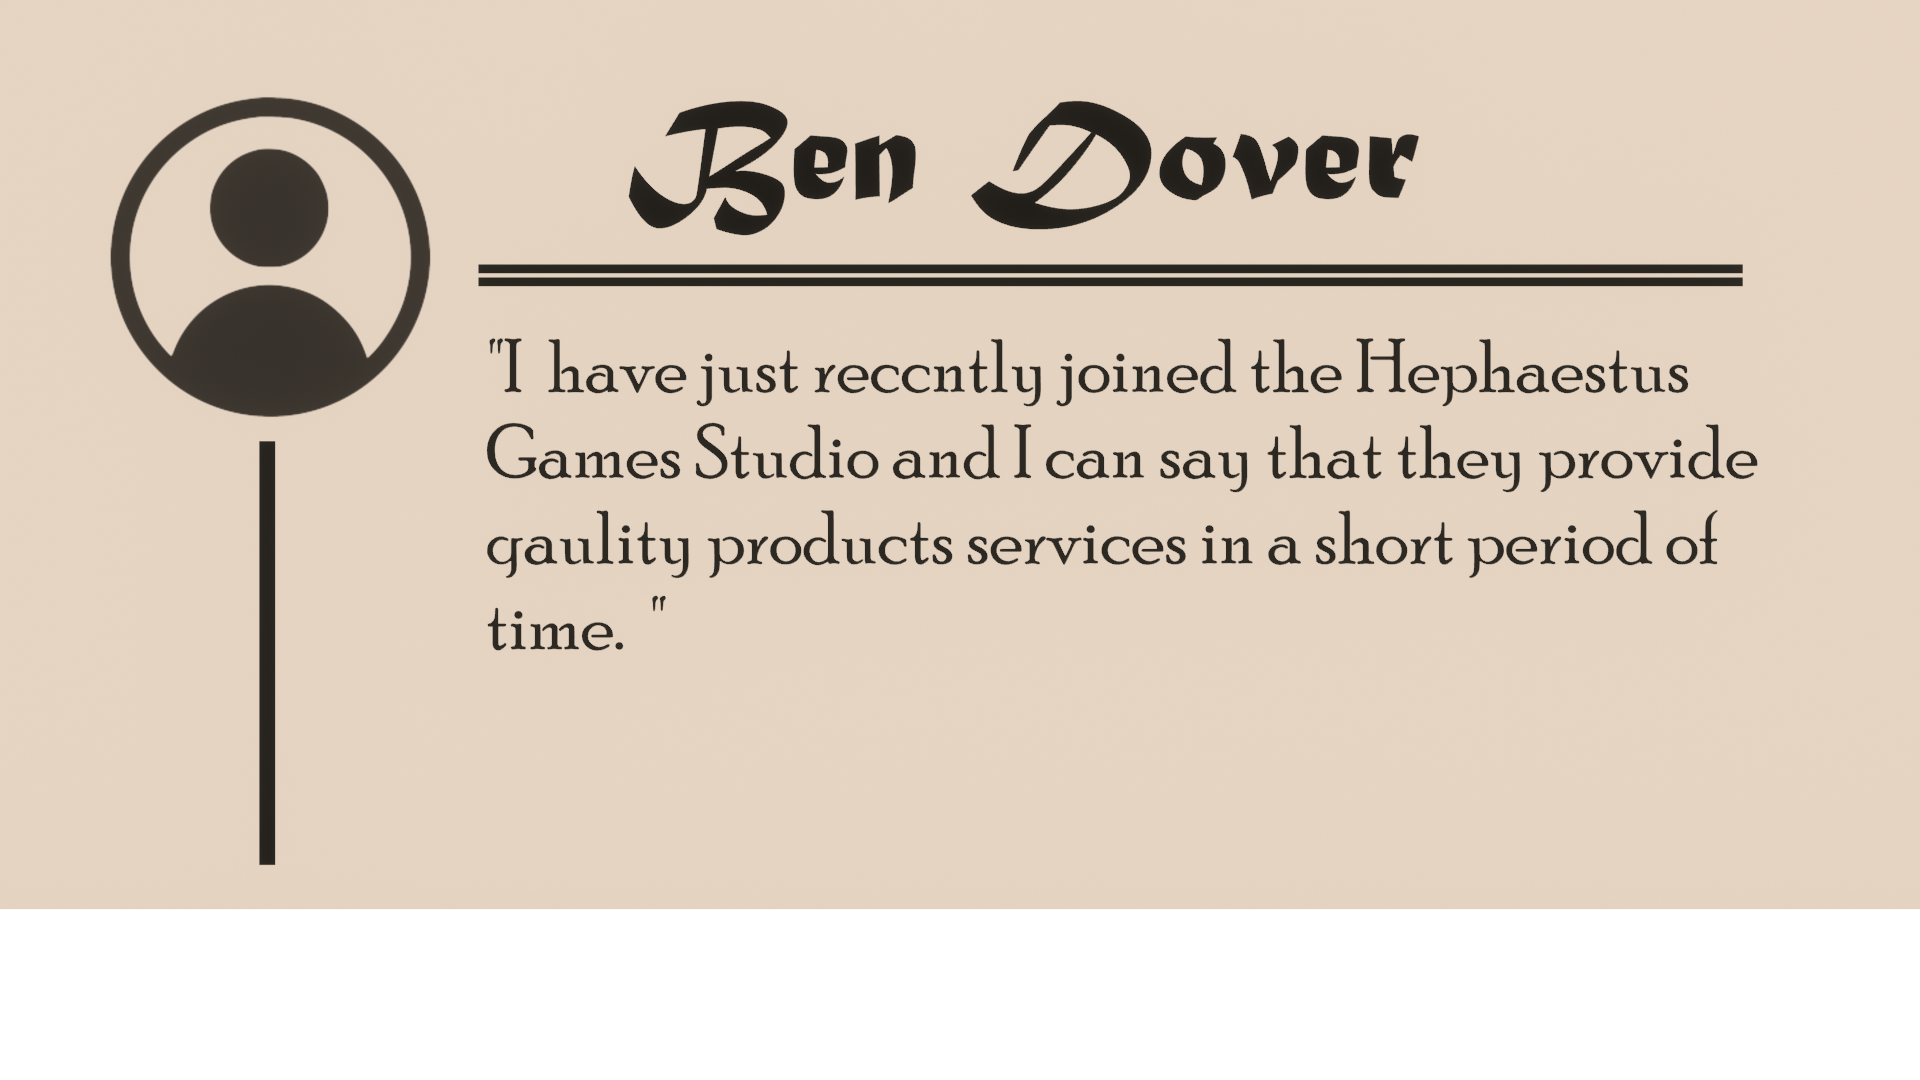 Ben Dover
"I have just reccntly joined the Hephaestus
Games Studio and I can say that they provide
qaulity products services in a short period of
time. "